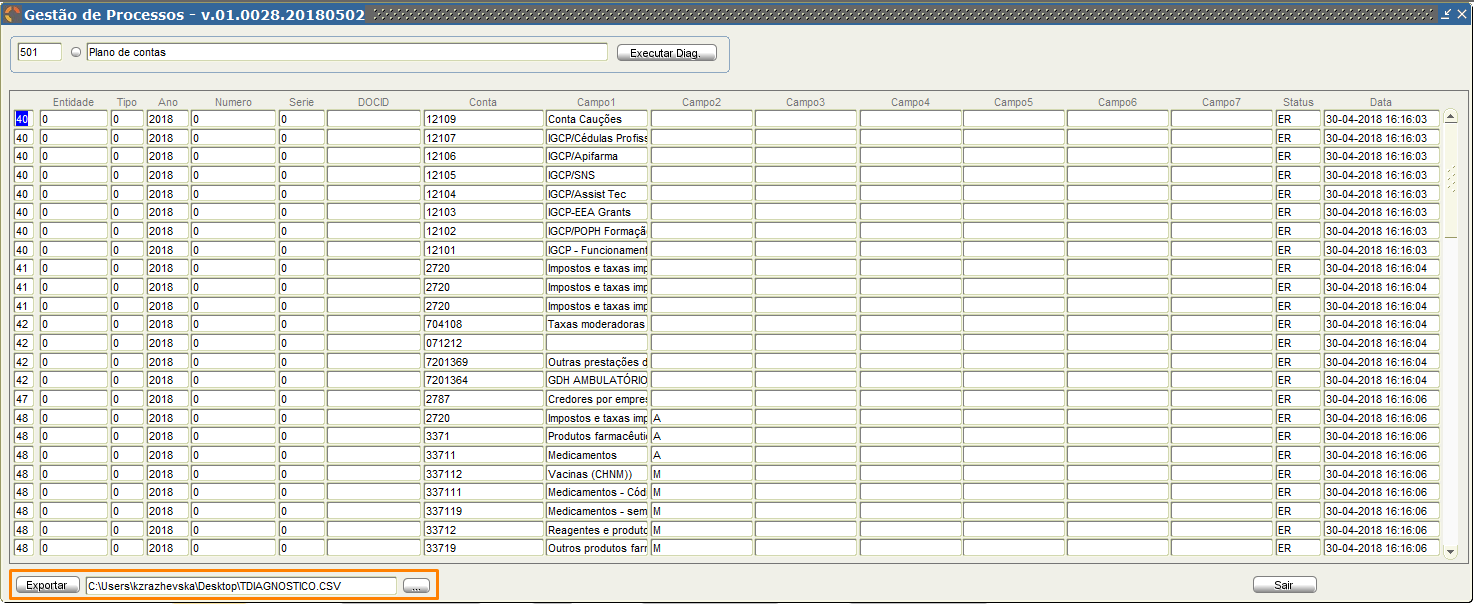 Gestão de Processos - v.01.0028.20180502
501 Plano de contas Executar Diag.
Entidade Tipo Ano Numero Serie DOCID Conta Campo1 Campo2 Campo3 Campo4 Campo5 Campo6 Campo7 Status Data
40 0 0 2018 0 0 12109 Conta Cauções ER 30-04-2018 16:16:03
40 0 0 2018 0 0 12107 IGCP/Cédulas Profiss ER 30-04-2018 16:16:03
40 0 0 2018 0 0 12106 IGCP/Apifarma ER 30-04-2018 16:16:03
40 0 0 2018 0 0 12105 IGCP/SNS ER 30-04-2018 16:16:03
40 0 0 2018 0 0 12104 IGCP/Assist Tec ER 30-04-2018 16:16:03
40 0 0 2018 0 0 12103 IGCP-EEA Grants ER 30-04-2018 16:16:03
40 0 0 2018 0 0 12102 IGCP/POPH Formaçã ER 30-04-2018 16:16:03
40 0 0 2018 0 0 12101 IGCP - Funcionament ER 30-04-2018 16:16:03
41 0 0 2018 0 0 2720 Impostos e taxas imp ER 30-04-2018 16:16:04
41 0 0 2018 0 0 2720 Impostos e taxas imp ER 30-04-2018 16:16:04
41 0 0 2018 0 0 2720 Impostos e taxas imp ER 30-04-2018 16:16:04
42 0 0 2018 0 0 704108 Taxas moderadoras ER 30-04-2018 16:16:04
42 0 0 2018 0 0 071212 ER 30-04-2018 16:16:04
42 0 0 2018 0 0 7201369 Outras prestações d ER 30-04-2018 16:16:04
42 0 0 2018 0 0 7201364 GDH AMBULATÓRIO ER 30-04-2018 16:16:04
47 0 0 2018 0 0 2787 Credores por empres ER 30-04-2018 16:16:06
48 0 0 2018 0 0 2720 Impostos e taxas imp A ER 30-04-2018 16:16:06
48 0 0 2018 0 0 3371 Produtos farmacêuti A ER 30-04-2018 16:16:06
48 0 0 2018 0 0 33711 Medicamentos A ER 30-04-2018 16:16:06
48 0 0 2018 0 0 337112 Vacinas (CHNM)) M ER 30-04-2018 16:16:06
48 0 0 2018 0 0 337111 Medicamentos - Cód M ER 30-04-2018 16:16:06
48 0 0 2018 0 0 337119 Medicamentos - sem M ER 30-04-2018 16:16:06
48 0 0 2018 0 0 33712 Reagentes e produto M ER 30-04-2018 16:16:06
48 0 0 2018 0 0 33719 Outros produtos farr M ER 30-04-2018 16:16:06
Exportar C:\Users\kzrazhevska\Desktop\TDIAGNOSTICO.CSV ... Sair